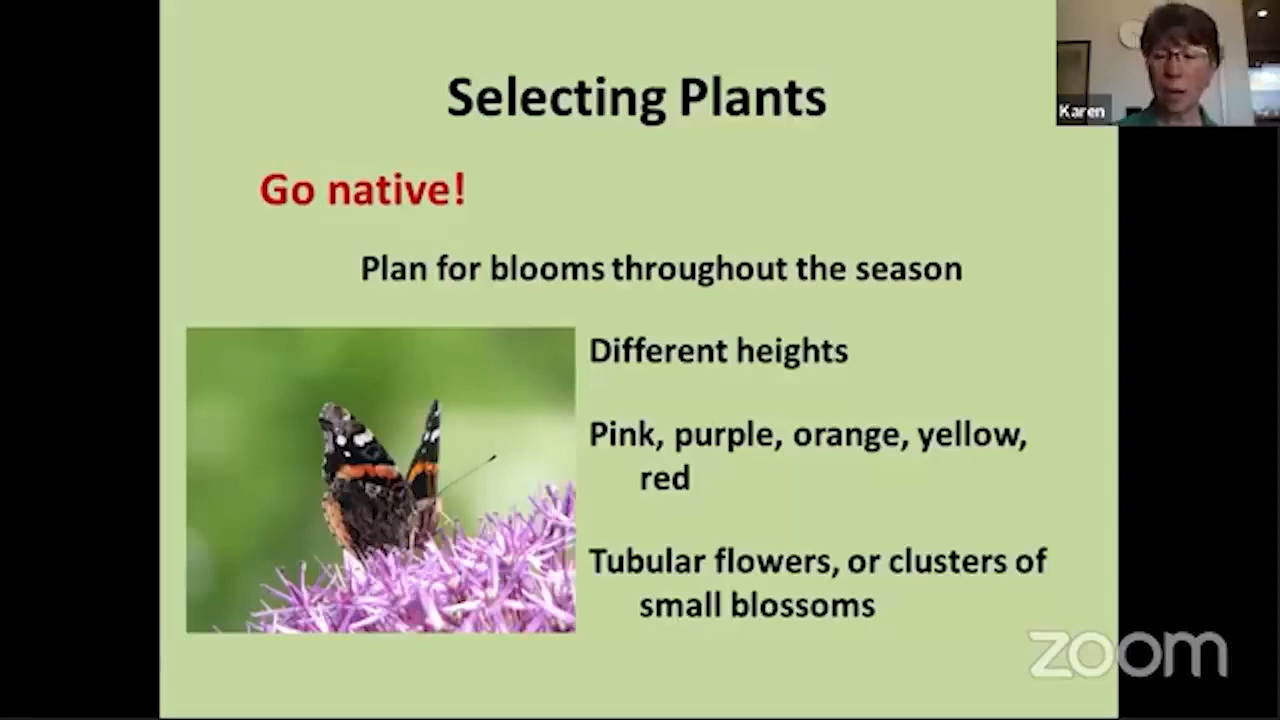 Selecting Plants
Karen
Go native!
Plan for blooms throughout the season
Different heights
Pink, purple, orange, yellow,
red
Tubular flowers, or clusters of
small blossoms
zoom